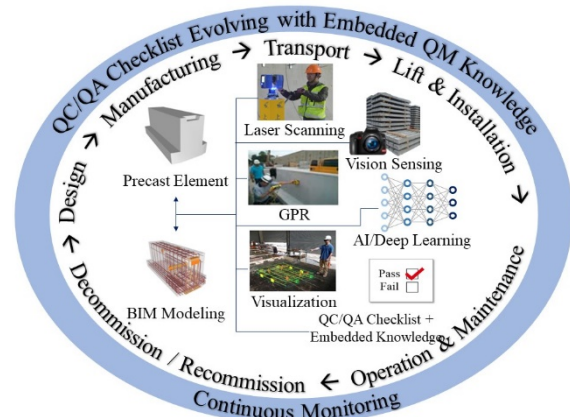 QC/QA Checklist Evolving with Embedded QM Knowledge
Design → Manufacturing → Transport → Lift & Installation →
Operation & Maintenance → Decommission / Recommission →
Laser Scanning
Precast Element
Vision Sensing
GPR
AI/Deep Learning
BIM Modeling
Visualization
Pass
Fail
QC/QA Checklist +
Embedded Knowledge
Continuous Monitoring